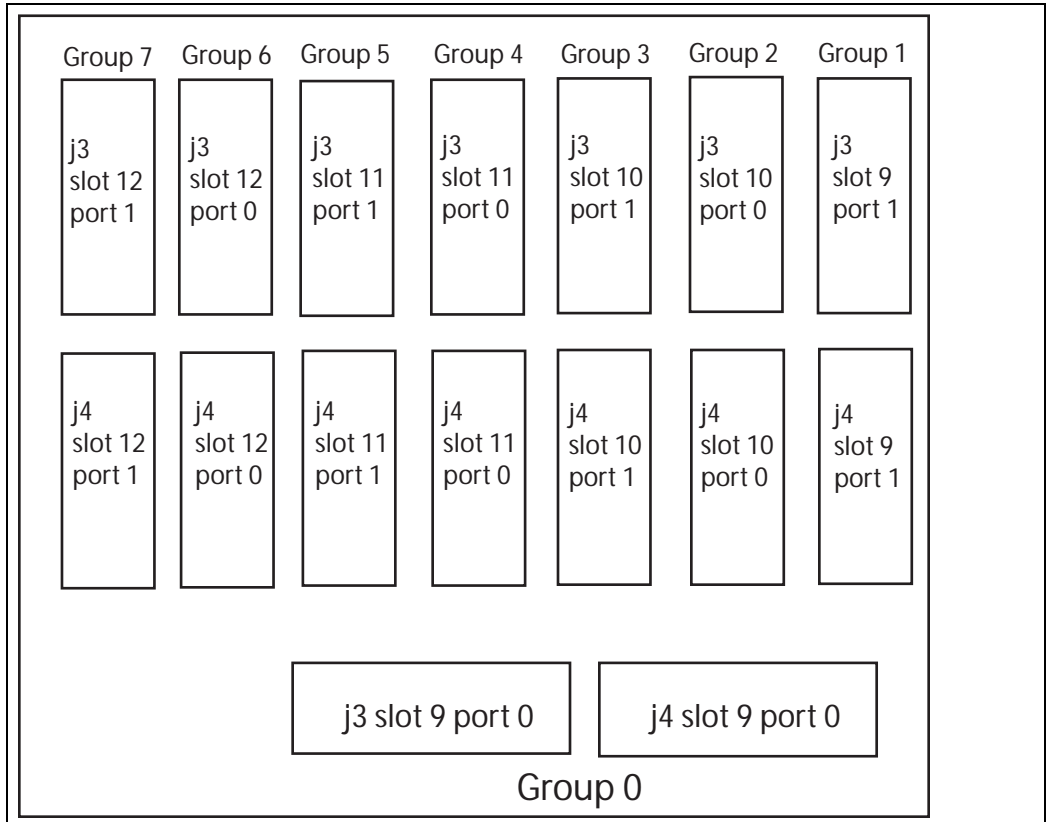 Group 7 Group 6 Group 5 Group 4 Group 3 Group 2 Group 1
j3
slot 12
port 1
j3
slot 12
port 0
j3
slot 11
port 1
j3
slot 11
port 0
j3
slot 10
port 1
j3
slot 10
port 0
j3
slot 9
port 1
j4
slot 12
port 1
j4
slot 12
port 0
j4
slot 11
port 1
j4
slot 11
port 0
j4
slot 10
port 1
j4
slot 10
port 0
j4
slot 9
port 1
j3 slot 9 port 0
j4 slot 9 port 0
Group 0